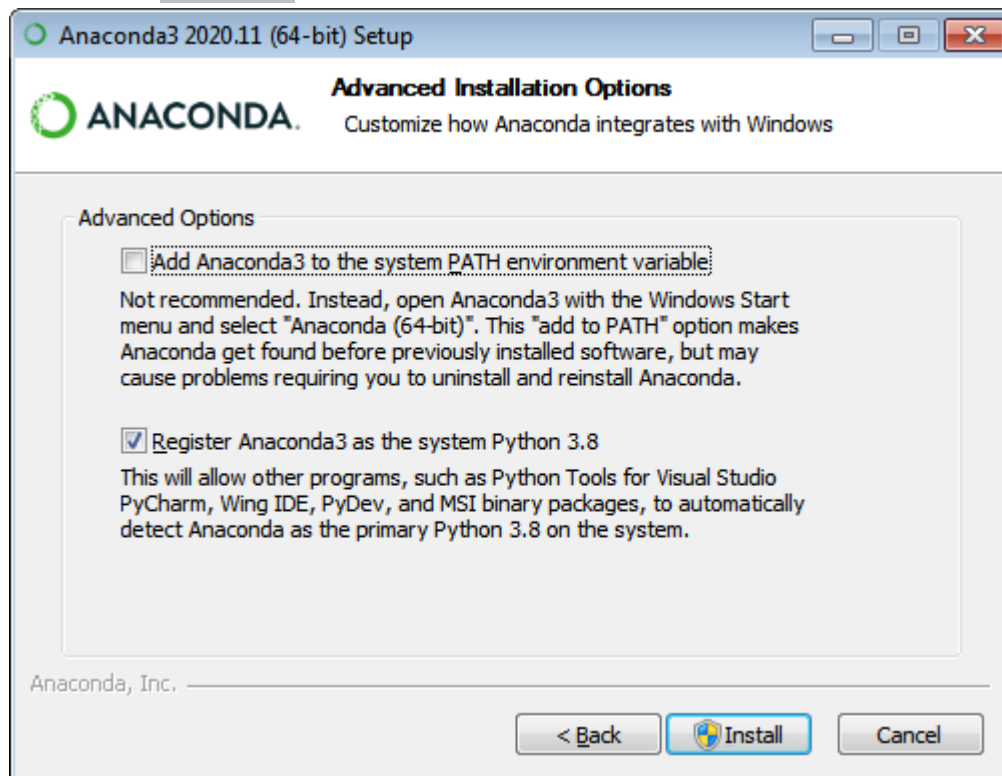 Anaconda3 2020.11 (64-bit) Setup
ANACONDA.
Advanced Installation Options
Customize how Anaconda integrates with Windows
Advanced Options
Add Anaconda3 to the system PATH environment variable
Not recommended. Instead, open Anaconda3 with the Windows Start
menu and select "Anaconda (64-bit)". This "add to PATH" option makes
Anaconda get found before previously installed software, but may
cause problems requiring you to uninstall and reinstall Anaconda.
Register Anaconda3 as the system Python 3.8
This will allow other programs, such as Python Tools for Visual Studio
PyCharm, Wing IDE, PyDev, and MSI binary packages, to automatically
detect Anaconda as the primary Python 3.8 on the system.
Anaconda, Inc.
< Back
Install
Cancel